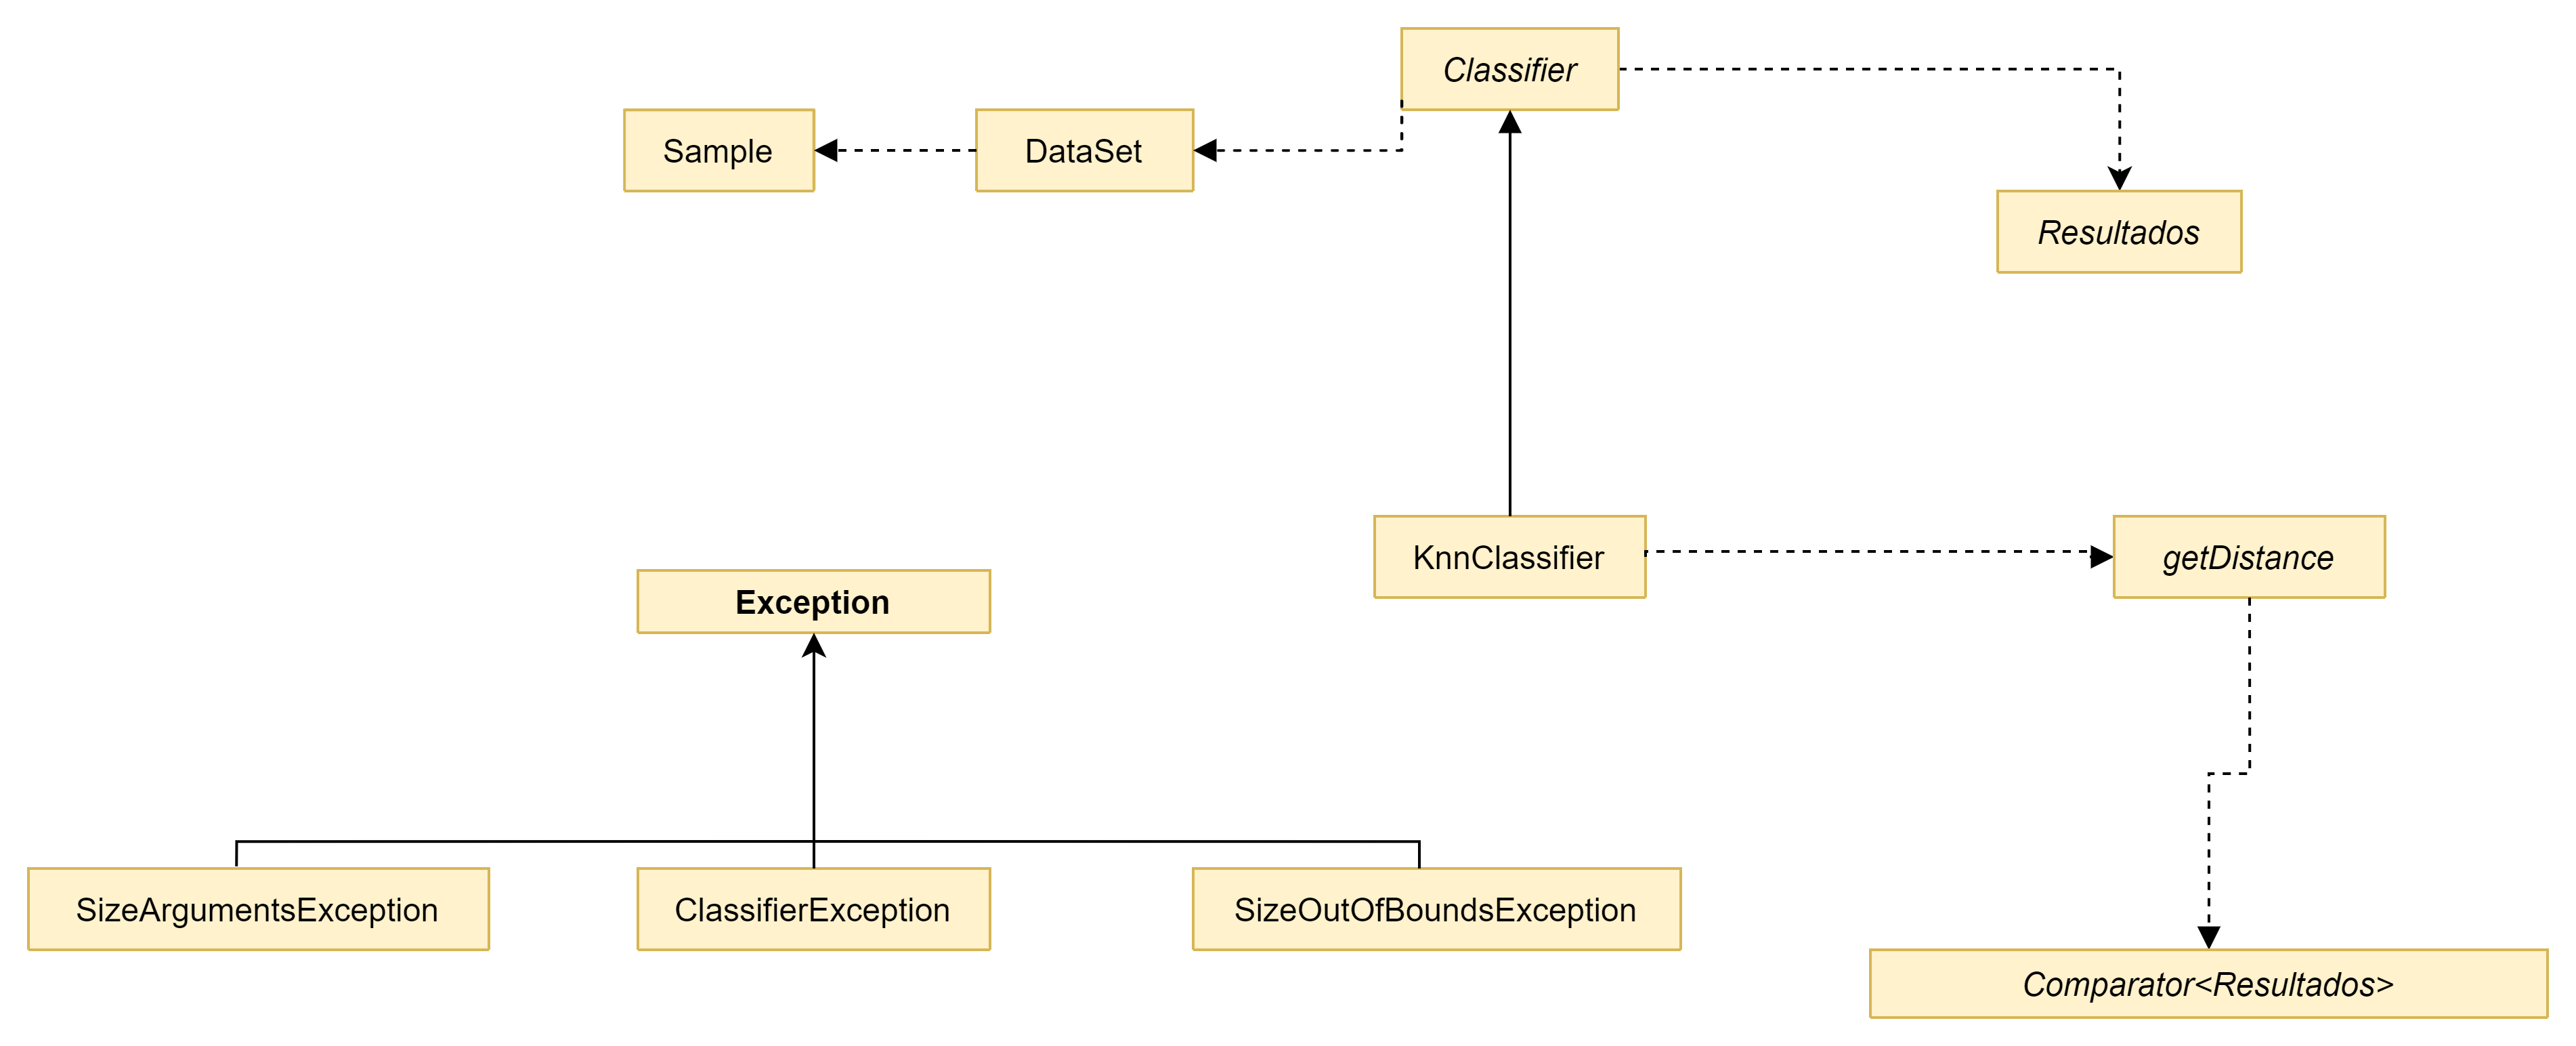 Classifier
Sample
DataSet
Resultados
KnnClassifier
getDistance
Exception
SizeArgumentsException
ClassifierException
SizeOutOfBoundsException
Comparator<Resultados>